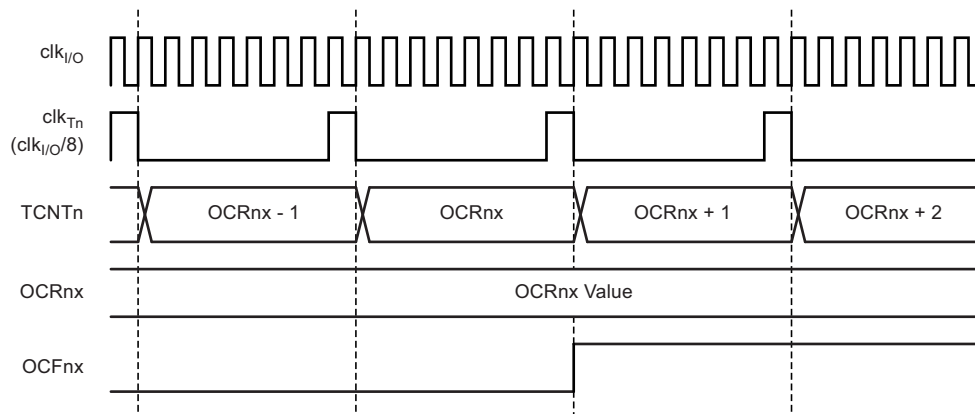 clkI/O
clkTn
(clkI/O/8)
TCNTn
OCRnx - 1
OCRnx
OCRnx + 1
OCRnx + 2
OCRnx
OCRnx Value
OCFnx